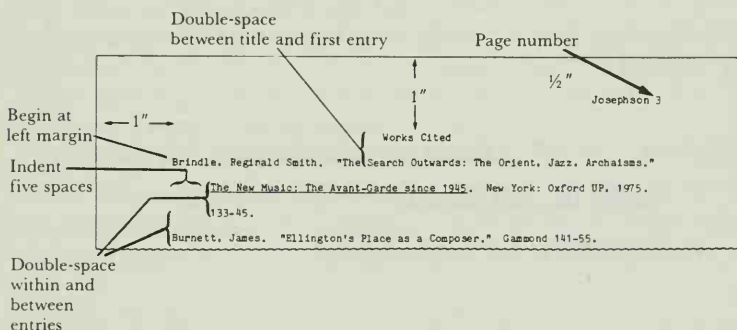 Double-space
between title and first entry
Page number
1/2"
Josephson 3
1"
Begin at
left margin
1"
Works Cited
Brindle, Reginald Smith. "The Search Outwards: The Orient, Jazz, Archaisms."
Indent
five spaces
The New Music: The Avant-Garde since 1945. New York: Oxford UP, 1975.
133-45.
Burnett, James. "Ellington's Place as a Composer." Gammond 141-55.
Double-space
within and
between
entries